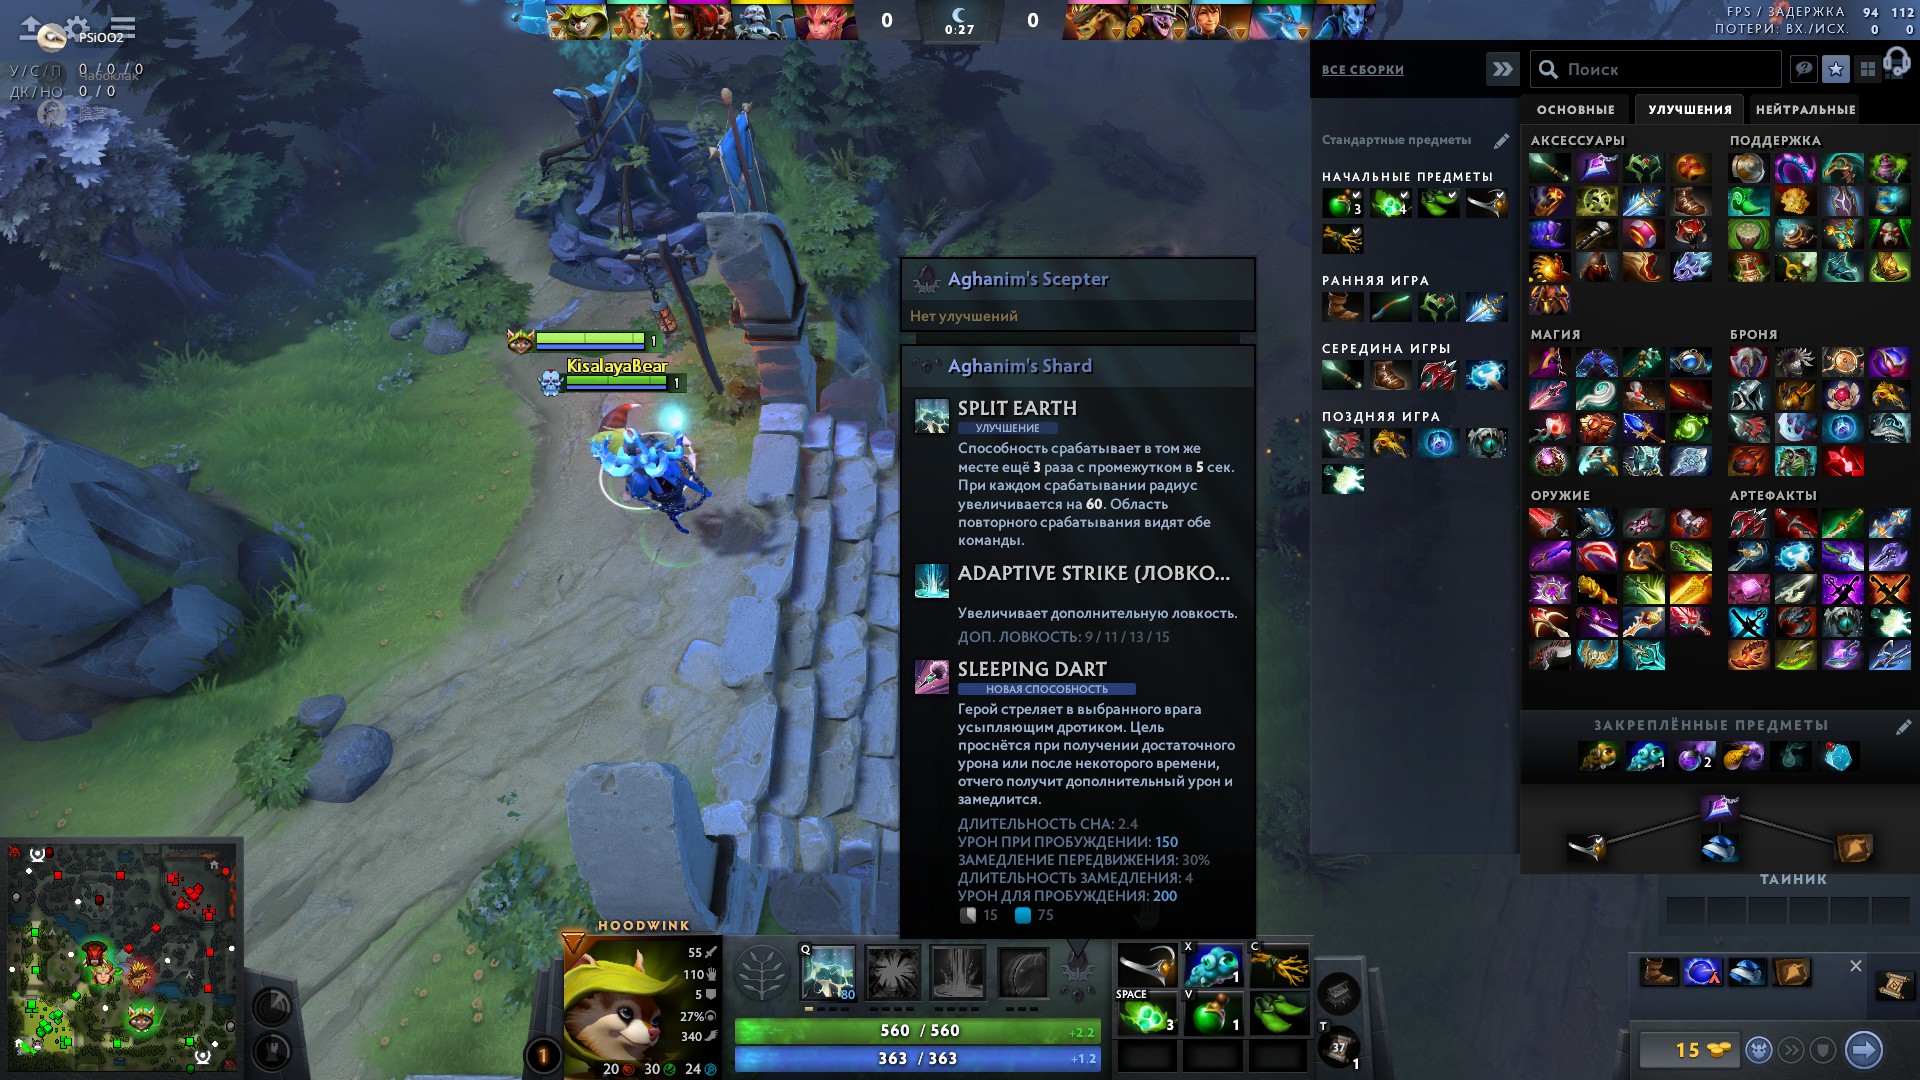 PSiOO2
У/С/П 0 / 0 / 0
Чабоклак
ДК/НО 0 / 0
0
0:27
0
FPS / ЗАДЕРЖКА 94 112
ПОТЕРИ: ВХ./ИСХ. 0 0
ВСЕ СБОРКИ
Поиск
ОСНОВНЫЕ
УЛУЧШЕНИЯ
НЕЙТРАЛЬНЫЕ
Стандартные предметы
НАЧАЛЬНЫЕ ПРЕДМЕТЫ
3
4
РАННЯЯ ИГРА
СЕРЕДИНА ИГРЫ
ПОЗДНЯЯ ИГРА
АКСЕССУАРЫ
ПОДДЕРЖКА
МАГИЯ
БРОНЯ
ОРУЖИЕ
АРТЕФАКТЫ
ЗАКРЕПЛЁННЫЕ ПРЕДМЕТЫ
1
2
ТАЙНИК
1
KisalayaBear
1
Aghanim's Scepter
Нет улучшений
Aghanim's Shard
SPLIT EARTH
УЛУЧШЕНИЕ
Способность срабатывает в том же
месте ещё 3 раза с промежутком в 5 сек.
При каждом срабатывании радиус
увеличивается на 60. Область
повторного срабатывания видят обе
команды.
ADAPTIVE STRIKE (ЛОВКО...
Увеличивает дополнительную ловкость.
ДОП. ЛОВКОСТЬ: 9 / 11 / 13 / 15
SLEEPING DART
НОВАЯ СПОСОБНОСТЬ
Герой стреляет в выбранного врага
усыпляющим дротиком. Цель
проснётся при получении достаточного
урона или после некоторого времени,
отчего получит дополнительный урон и
замедлится.
ДЛИТЕЛЬНОСТЬ СНА: 2.4
УРОН ПРИ ПРОБУЖДЕНИИ: 150
ЗАМЕДЛЕНИЕ ПЕРЕДВИЖЕНИЯ: 30%
ДЛИТЕЛЬНОСТЬ ЗАМЕДЛЕНИЯ: 4
УРОН ДЛЯ ПРОБУЖДЕНИЯ: 200
15 75
HOODWINK
55
110
5
27%
340
1
20 30 24
Q
80
560 / 560
+2.2
363 / 363
+1.2
X
1
C
SPACE
3
V
1
T
37
1
15